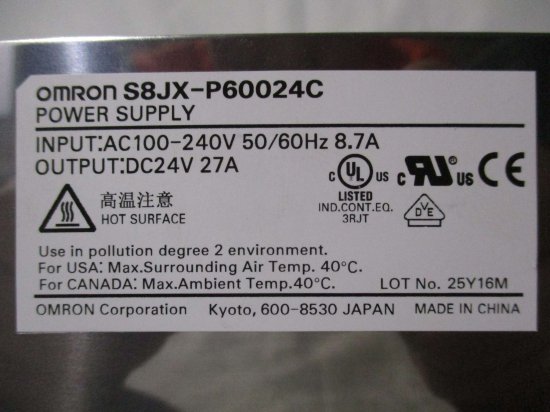 OMRON S8JX-P60024C
POWER SUPPLY
INPUT:AC100-240V 50/60Hz 8.7A
OUTPUT:DC24V 27A
高温注意
HOT SURFACE
c UL us
LISTED
IND.CONT.EQ.
3RJT
c UR us
CE
DVE
Use in pollution degree 2 environment.
For USA: Max.Surrounding Air Temp. 40°C.
For CANADA: Max.Ambient Temp.40°C.
LOT No. 25Y16M
OMRON Corporation Kyoto, 600-8530 JAPAN MADE IN CHINA